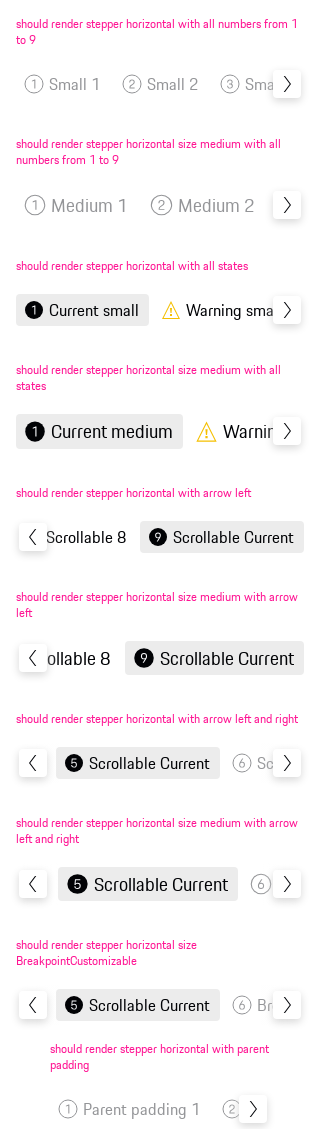 should render stepper horizontal with all numbers from 1
to 9
1 Small 1 2 Small 2 3 Sma
should render stepper horizontal size medium with all
numbers from 1 to 9
1 Medium 1 2 Medium 2
should render stepper horizontal with all states
1 Current small Warning sma
should render stepper horizontal size medium with all
states
1 Current medium Warnin
should render stepper horizontal with arrow left
Scrollable 8 9 Scrollable Current
should render stepper horizontal size medium with arrow
left
ollable 8 9 Scrollable Current
should render stepper horizontal with arrow left and right
5 Scrollable Current 6 Sc
should render stepper horizontal size medium with arrow
left and right
5 Scrollable Current 6
should render stepper horizontal size
BreakpointCustomizable
5 Scrollable Current 6 Br
should render stepper horizontal with parent
padding
1 Parent padding 1 2